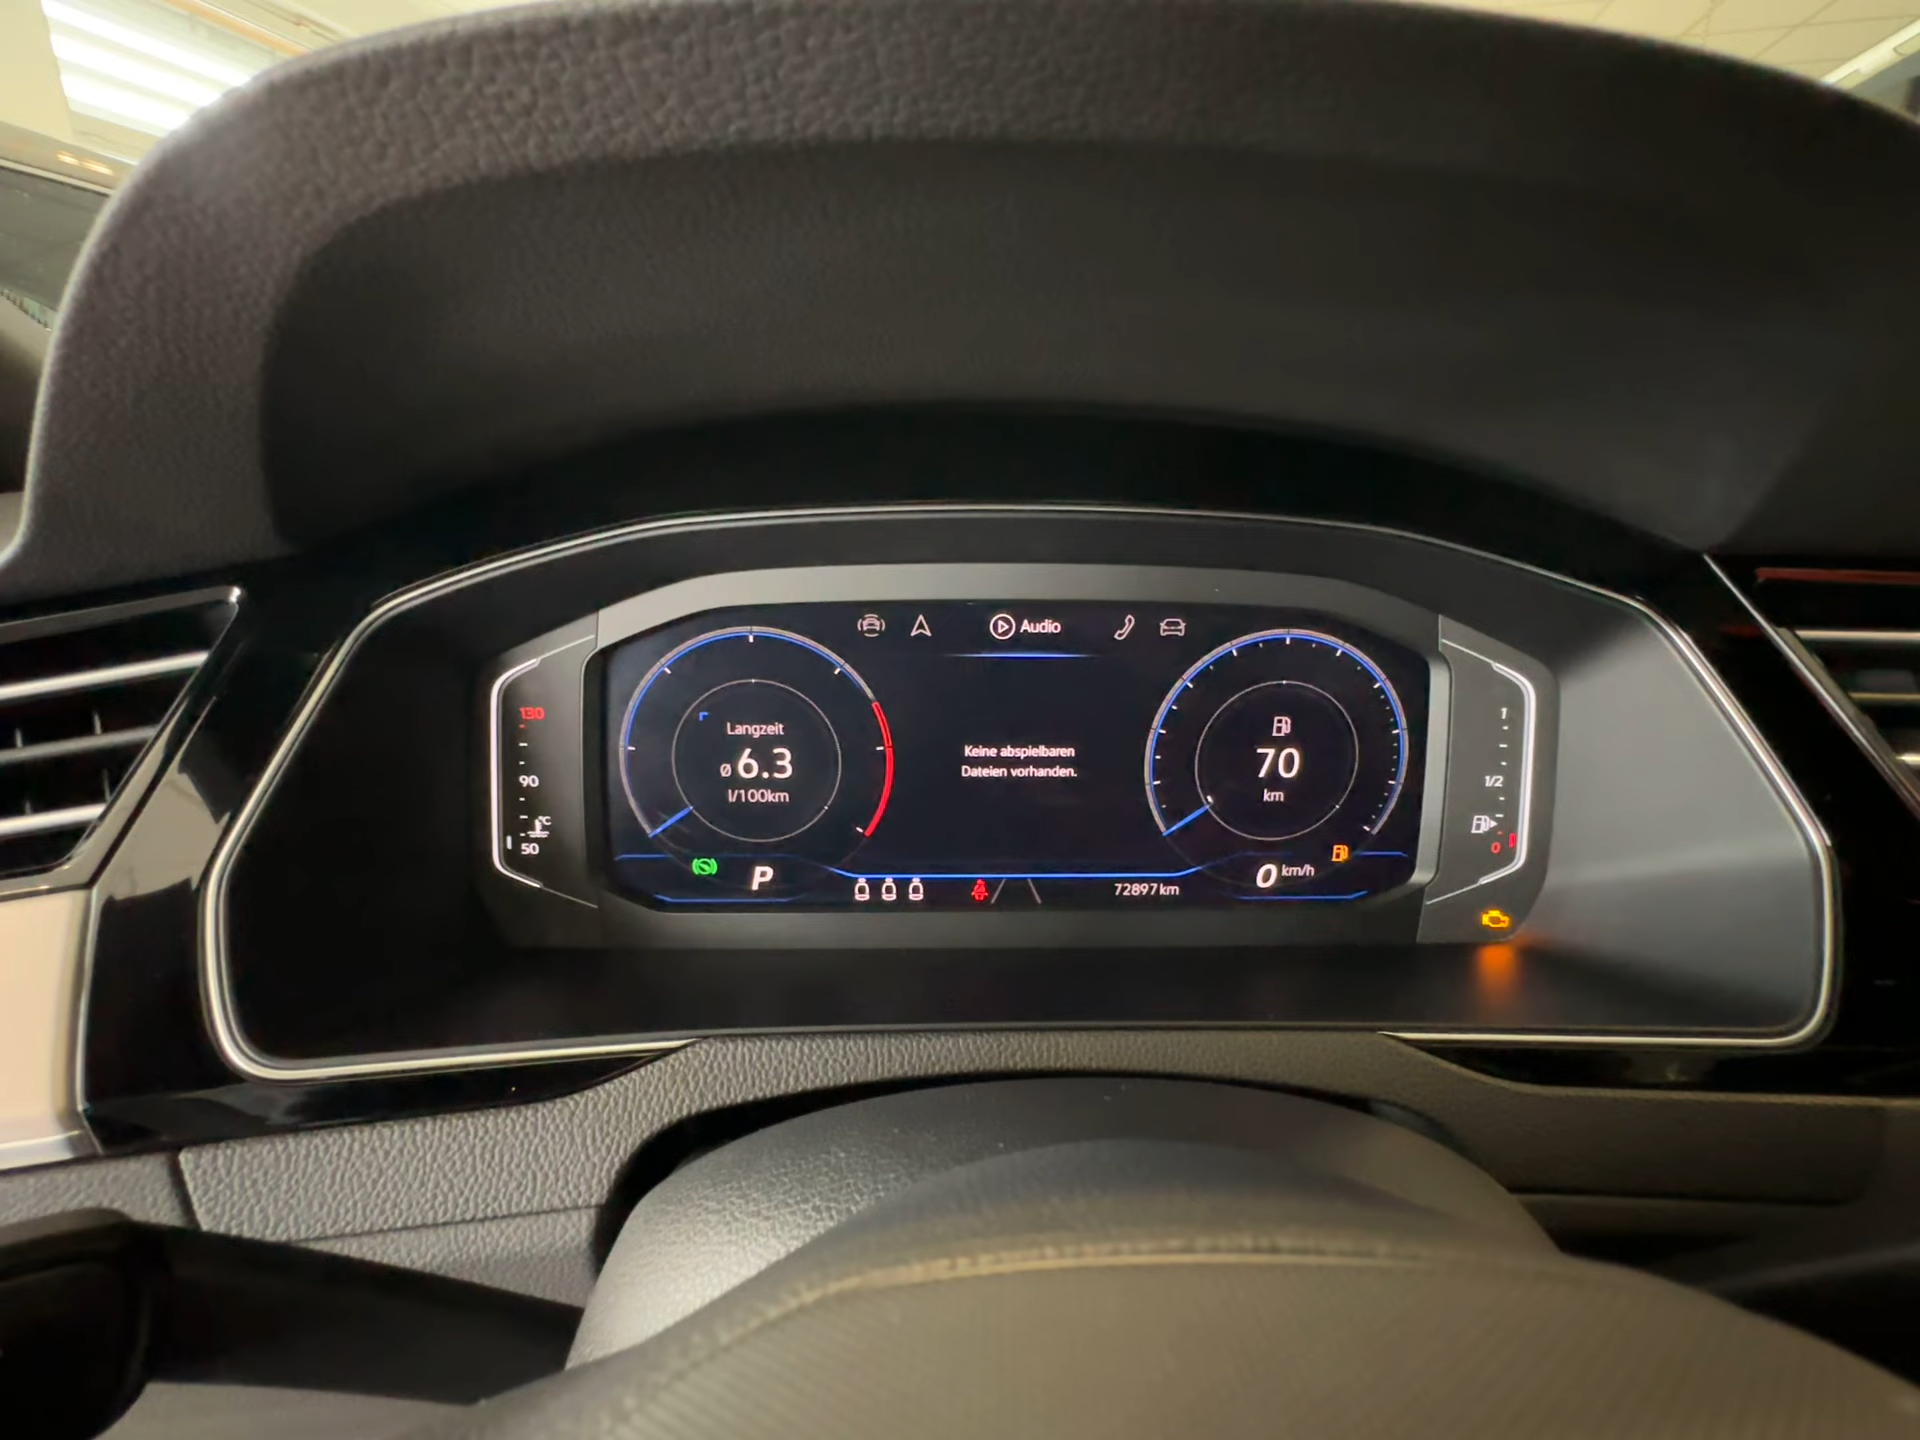 Audio
130
90
°C
50
Langzeit
ø 6.3
l/100km
Keine abspielbaren
Dateien vorhanden.
70
km
1
1/2
0
P
72897 km
0 km/h